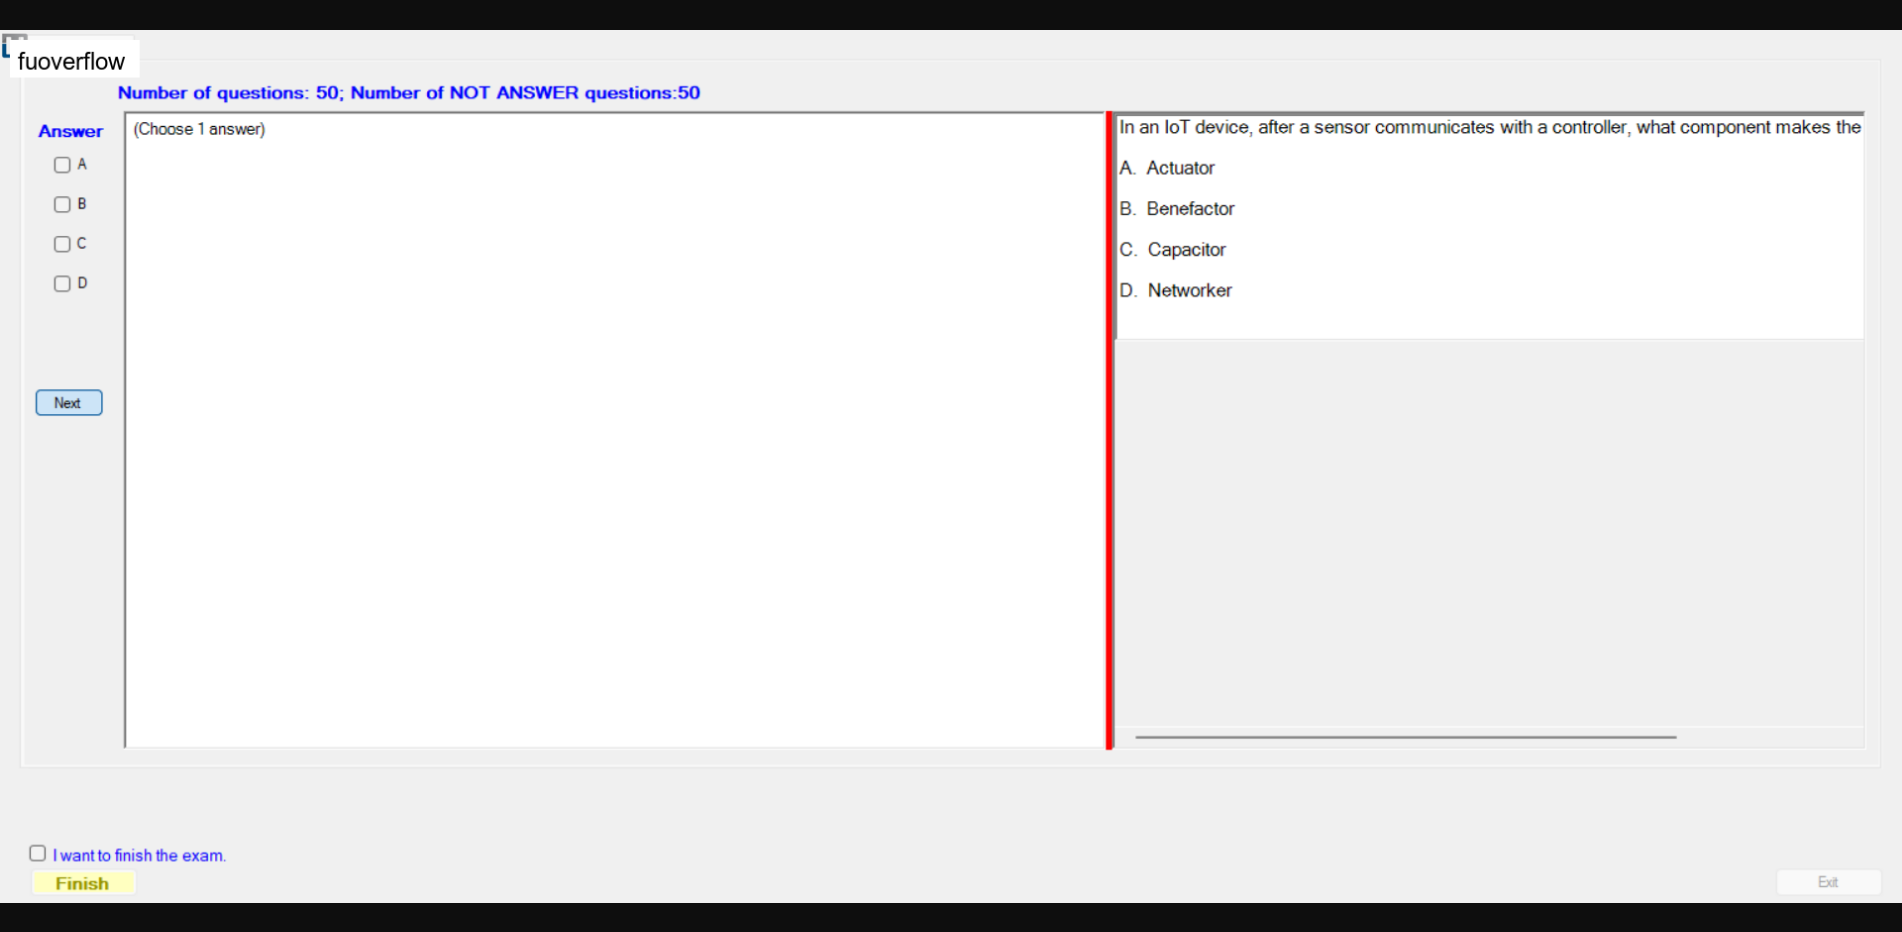 fuoverflow
Number of questions: 50; Number of NOT ANSWER questions:50
Answer
A
B
C
D
Next
(Choose 1 answer)
In an IoT device, after a sensor communicates with a controller, what component makes the
A. Actuator
B. Benefactor
C. Capacitor
D. Networker
I want to finish the exam.
Finish
Exit